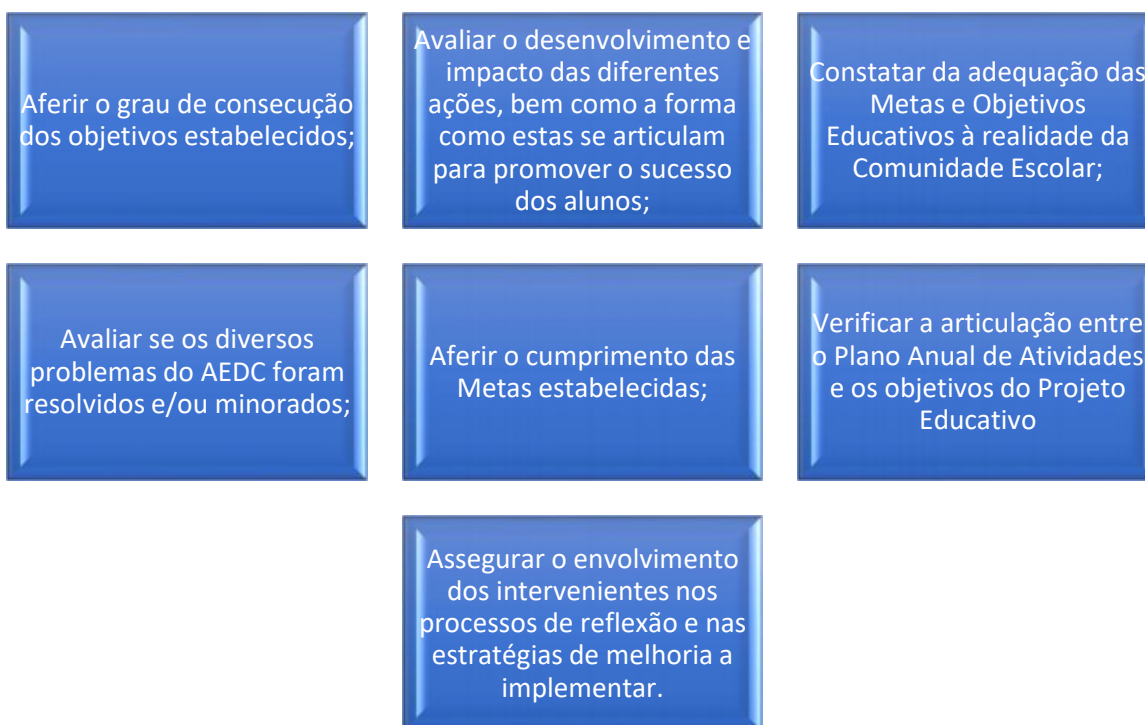 Aferir o grau de consecução
dos objetivos estabelecidos;
Avaliar o desenvolvimento e
impacto das diferentes
ações, bem como a forma
como estas se articulam
para promover o sucesso
dos alunos;
Constatar da adequação das
Metas e Objetivos
Educativos à realidade da
Comunidade Escolar;
Avaliar se os diversos
problemas do AEDC foram
resolvidos e/ou minorados;
Aferir o cumprimento das
Metas estabelecidas;
Verificar a articulação entre
o Plano Anual de Atividades
e os objetivos do Projeto
Educativo
Assegurar o envolvimento
dos intervenientes nos
processos de reflexão e nas
estratégias de melhoria a
implementar.